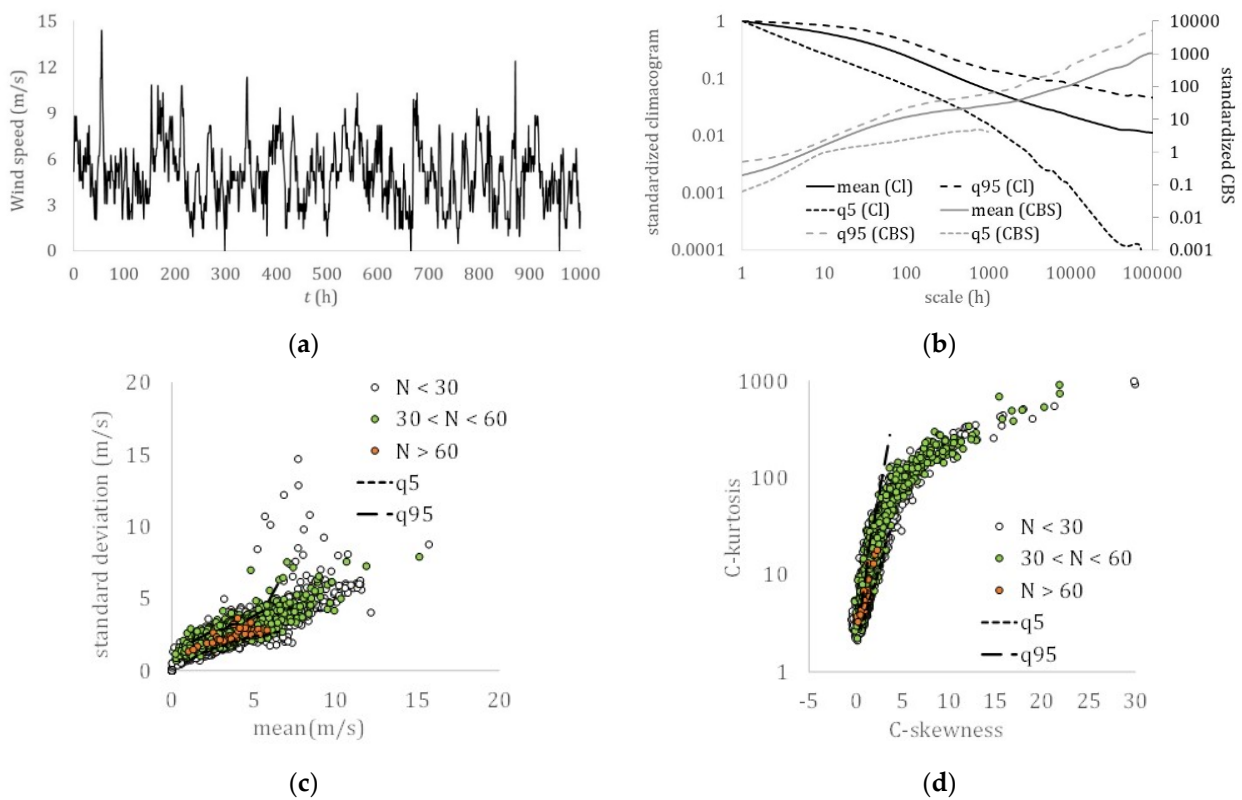 15
12
9
6
3
0
Wind speed (m/s)
0 100 200 300 400 500 600 700 800 900 1000
t (h)
(a)
1
0.1
0.01
0.001
0.0001
standardized climacogram
10000
1000
100
10
1
0.1
0.01
0.001
standardized CBS
mean (Cl) q95 (Cl)
q5 (Cl) mean (CBS)
q95 (CBS) q5 (CBS)
1 10 100 1000 10000 100000
scale (h)
(b)
20
15
10
5
0
standard deviation (m/s)
N < 30
30 < N < 60
N > 60
q5
q95
0 5 10 15 20
mean(m/s)
(c)
1000
100
10
1
C-kurtosis
N < 30
30 < N < 60
N > 60
q5
q95
-5 0 5 10 15 20 25 30
C-skewness
(d)